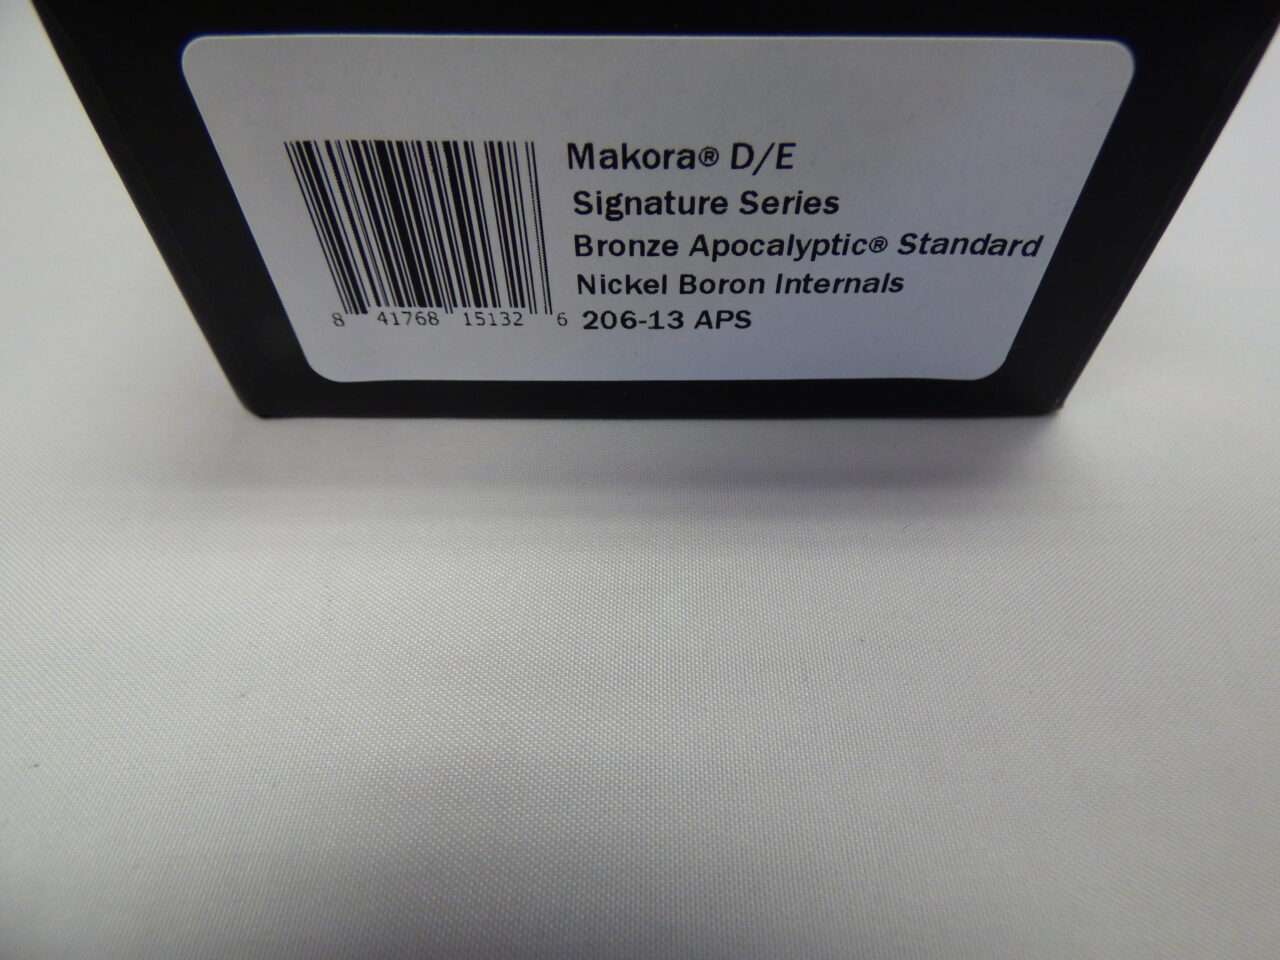 Makora® D/E
Signature Series
Bronze Apocalyptic® Standard
Nickel Boron Internals
206-13 APS
8 41768 15132 6